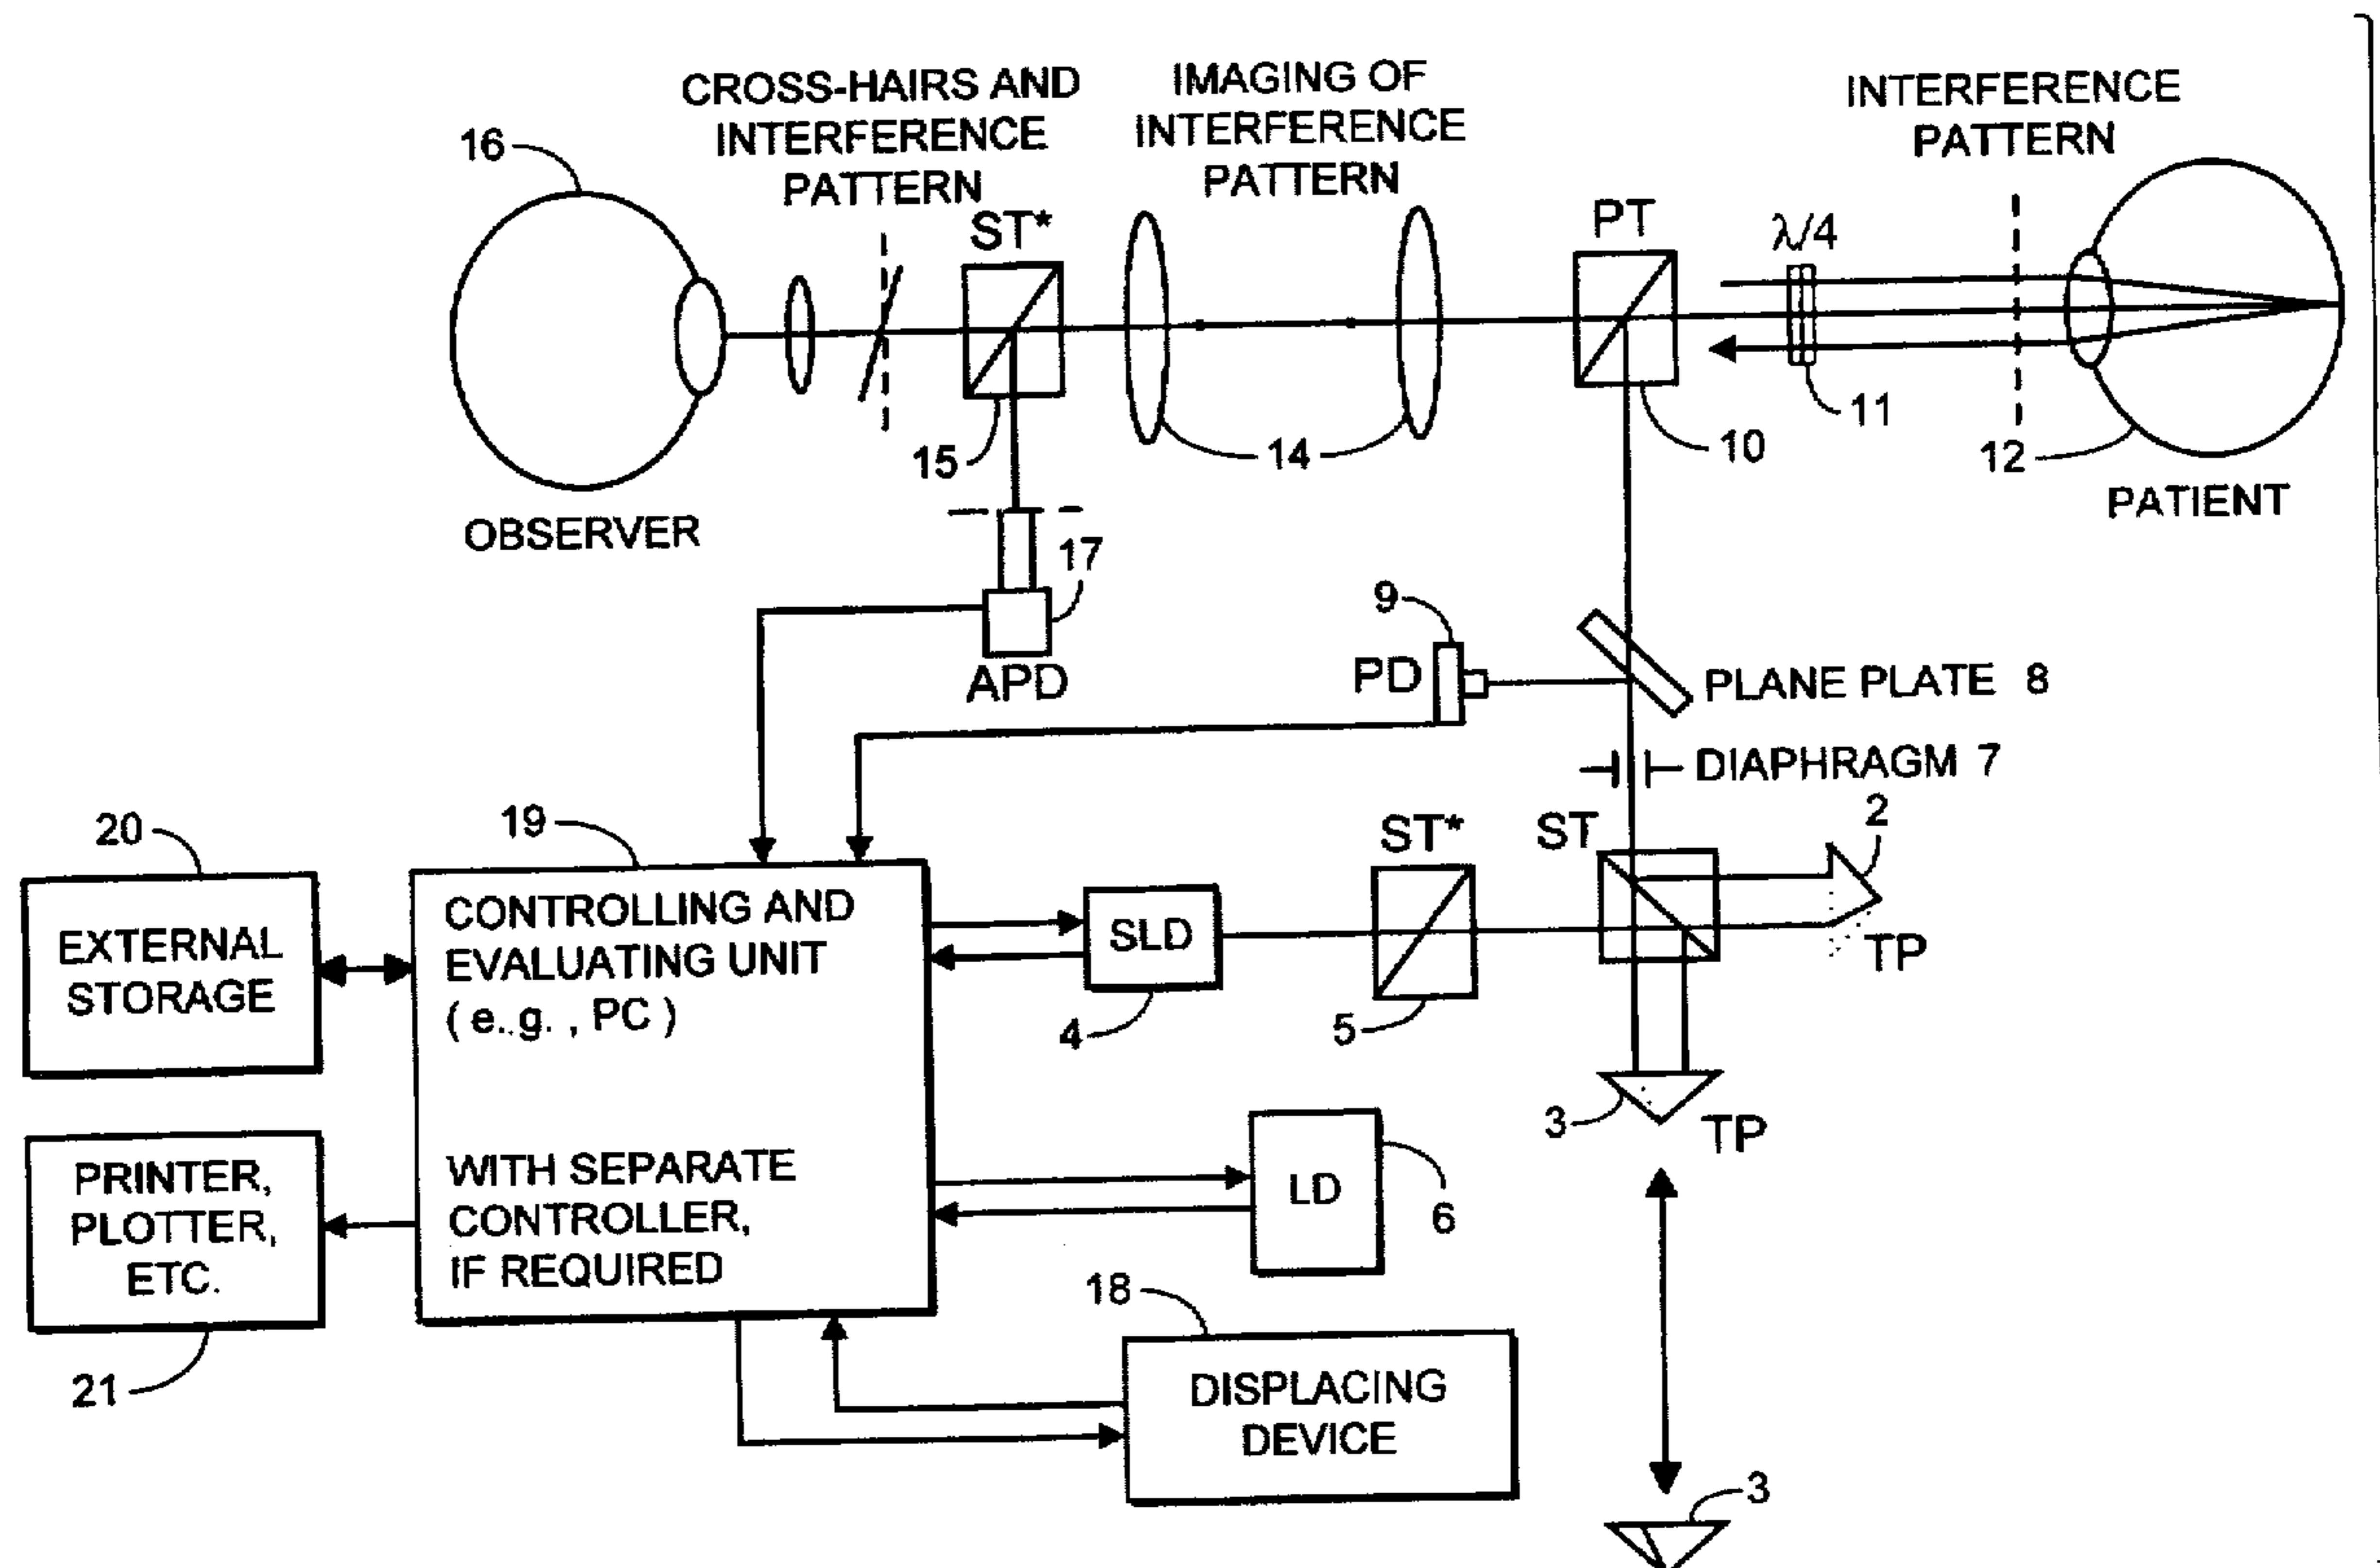 CROSS-HAIRS AND
INTERFERENCE
PATTERN
IMAGING OF
INTERFERENCE
PATTERN
INTERFERENCE
PATTERN
16
ST*
PT
λ/4
15
14
10
11
12
OBSERVER
PATIENT
17
APD
9
PD
PLANE PLATE 8
DIAPHRAGM 7
20
19
ST*
ST
2
EXTERNAL
STORAGE
CONTROLLING AND
EVALUATING UNIT
(e..g. , PC)
SLD
TP
4
5
3
TP
PRINTER,
PLOTTER,
ETC.
WITH SEPARATE
CONTROLLER,
IF REQUIRED
LD
6
21
18
DISPLACING
DEVICE
3